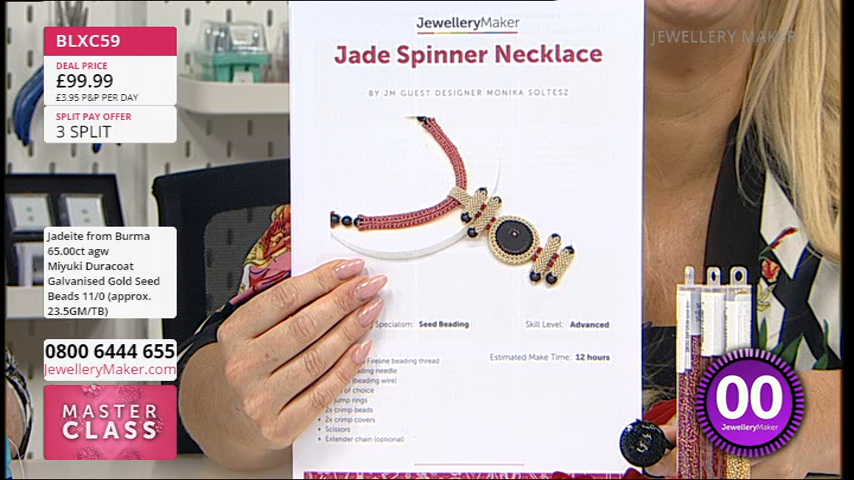 BLXC59
DEAL PRICE
£99.99
£3.95 P&P PER DAY
SPLIT PAY OFFER
3 SPLIT
Jadeite from Burma
65.00ct agw
Miyuki Duracoat
Galvanised Gold Seed
Beads 11/0 (approx.
23.5GM/TB)
0800 6444 655
JewelleryMaker.com
MASTER
CLASS
JewelleryMaker
Jade Spinner Necklace
BY JM GUEST DESIGNER MONIKA SOLTESZ
Specialism: Seed Beading
Skill Level: Advanced
Estimated Make Time: 12 hours
Fireline beading thread
needle
(beading wire)
of choice
jump rings
2x crimp beads
2x crimp covers
Scissors
Extender chain (optional)
JEWELLERY MAKER
00
JewelleryMaker